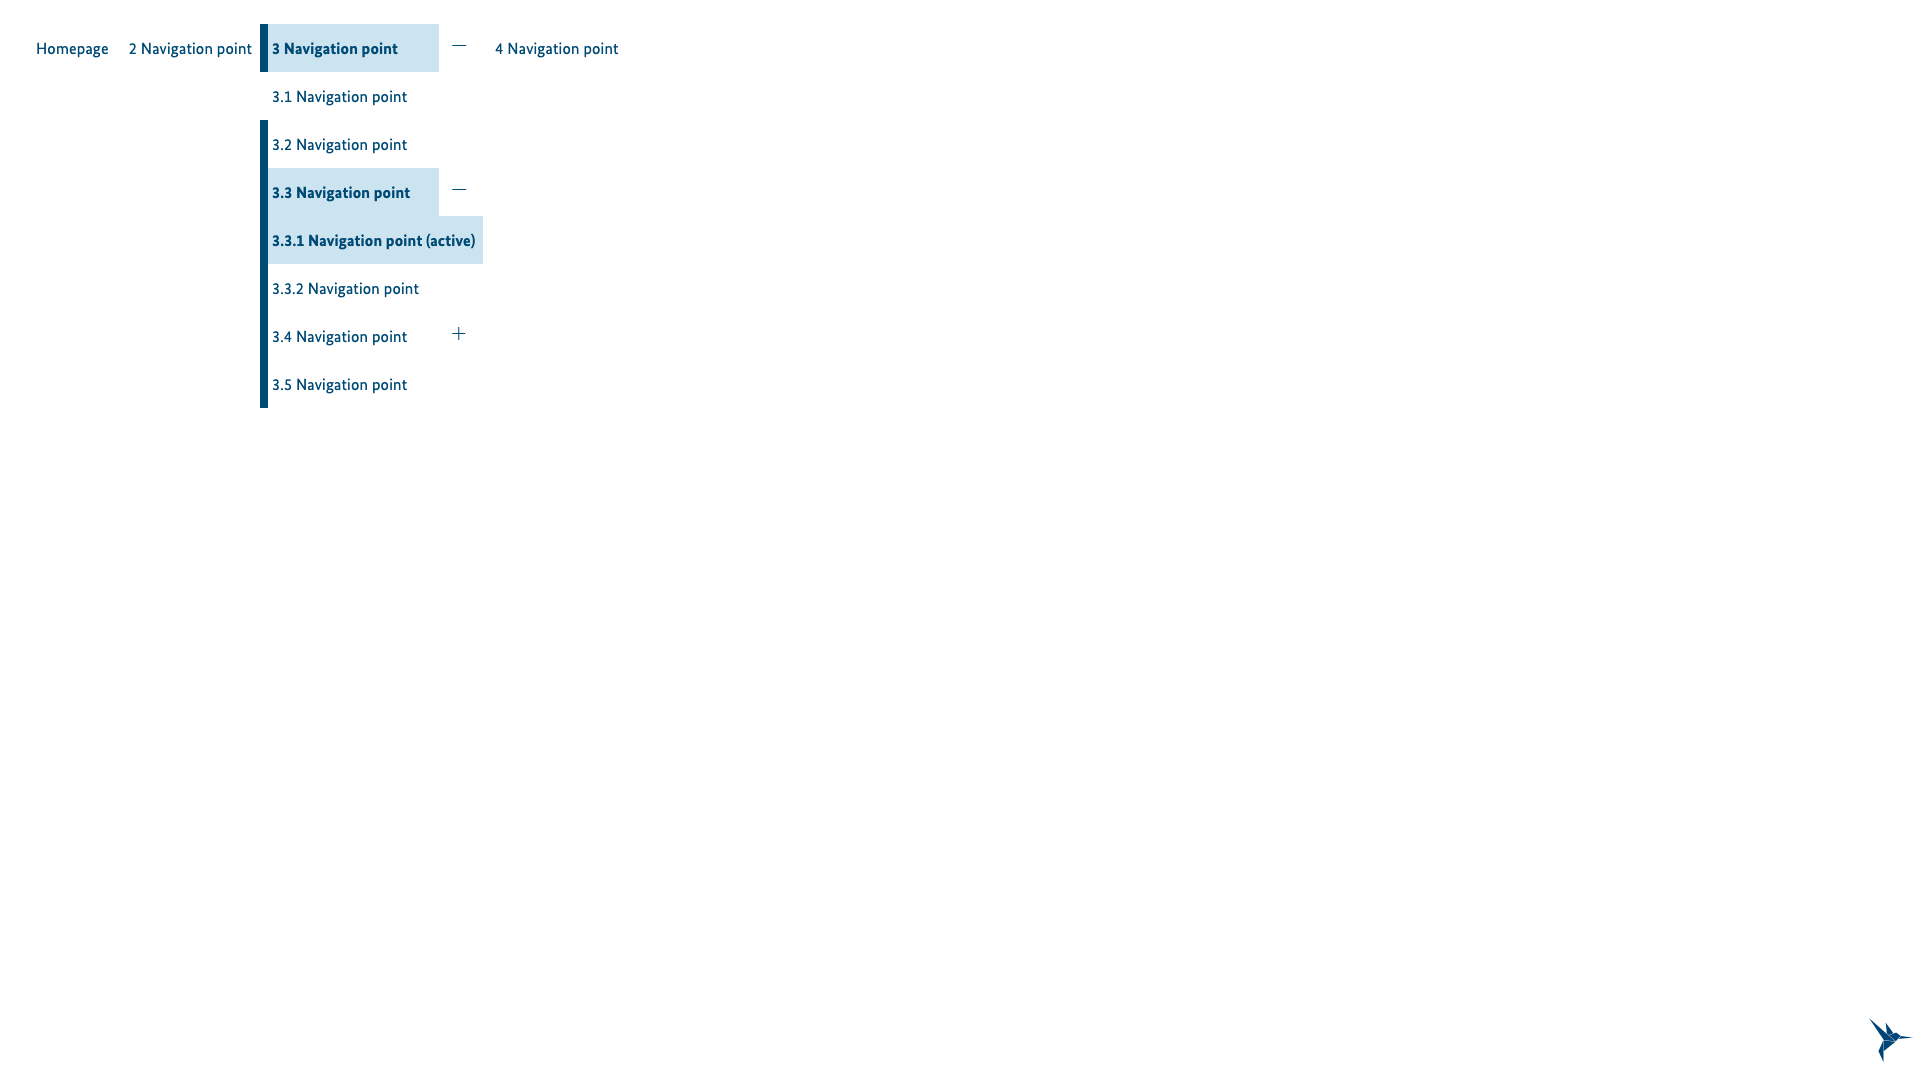 Homepage 2 Navigation point 3 Navigation point 4 Navigation point
3.1 Navigation point
3.2 Navigation point
3.3 Navigation point
3.3.1 Navigation point (active)
3.3.2 Navigation point
3.4 Navigation point
3.5 Navigation point